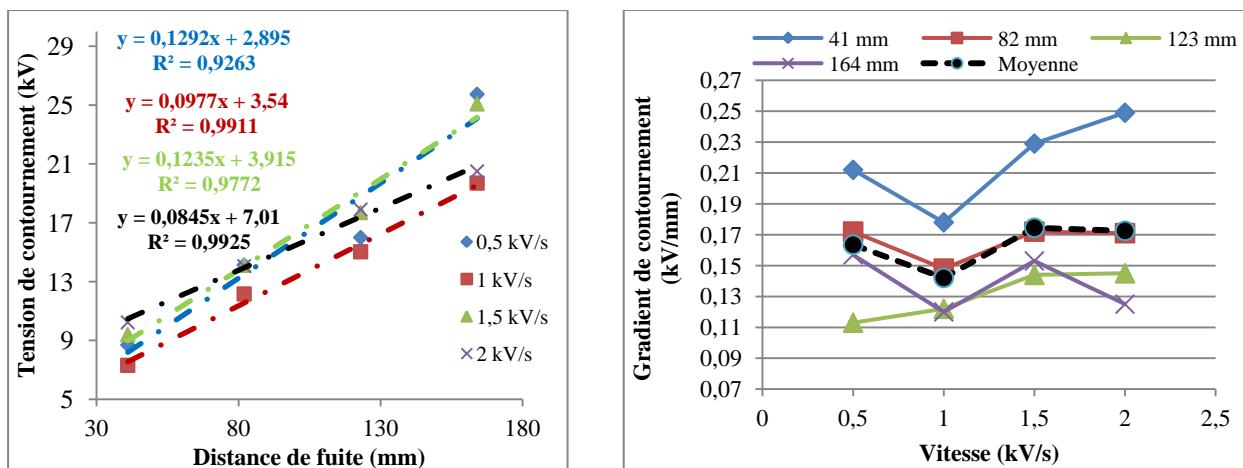 y = 0,1292x + 2,895
R² = 0,9263
y = 0,0977x + 3,54
R² = 0,9911
y = 0,1235x + 3,915
R² = 0,9772
y = 0,0845x + 7,01
R² = 0,9925
Tension de contournement (kV)
29
25
21
17
13
9
5
30
80
130
180
Distance de fuite (mm)
0,5 kV/s
1 kV/s
1,5 kV/s
2 kV/s
41 mm
82 mm
123 mm
164 mm
Moyenne
Gradient de contournement
(kV/mm)
0,27
0,25
0,23
0,21
0,19
0,17
0,15
0,13
0,11
0,09
0,07
0
0,5
1
1,5
2
2,5
Vitesse (kV/s)